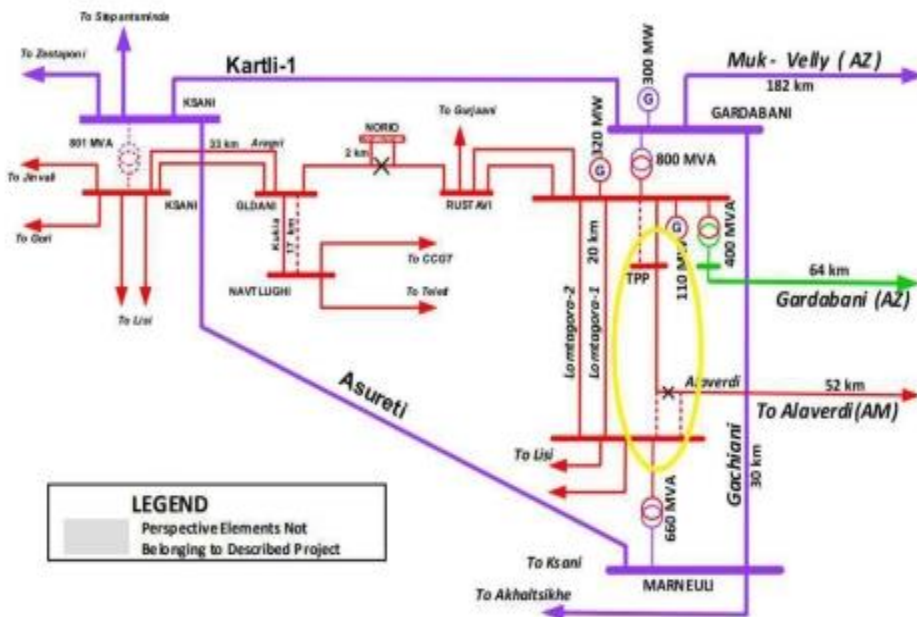 To Stepantsminda
To Zestaponi
Kartli-1
300 MW
Muk- Velly ( AZ)
182 km
KSANI
GARDABANI
G
801 MVA
33 km
Aragvi
NORIO
2 km
To Gurjaani
320 MW
G
800 MVA
To Jinvali
KSANI
GLDANI
RUSTAVI
To Gori
Kukia
17 km
To CCGT
NAVTLUGHI
To Teleti
To Lisi
20 km
Lomtagora-2
Lomtagora-1
TPP
G
110 MW
400 MVA
64 km
Gardabani (AZ)
Alaverdi
52 km
To Alaverdi(AM)
Asureti
To Lisi
Gachiani
30 km
660 MVA
LEGEND
Perspective Elements Not
Belonging to Described Project
To Ksani
MARNEULI
To Akhaltsikhe